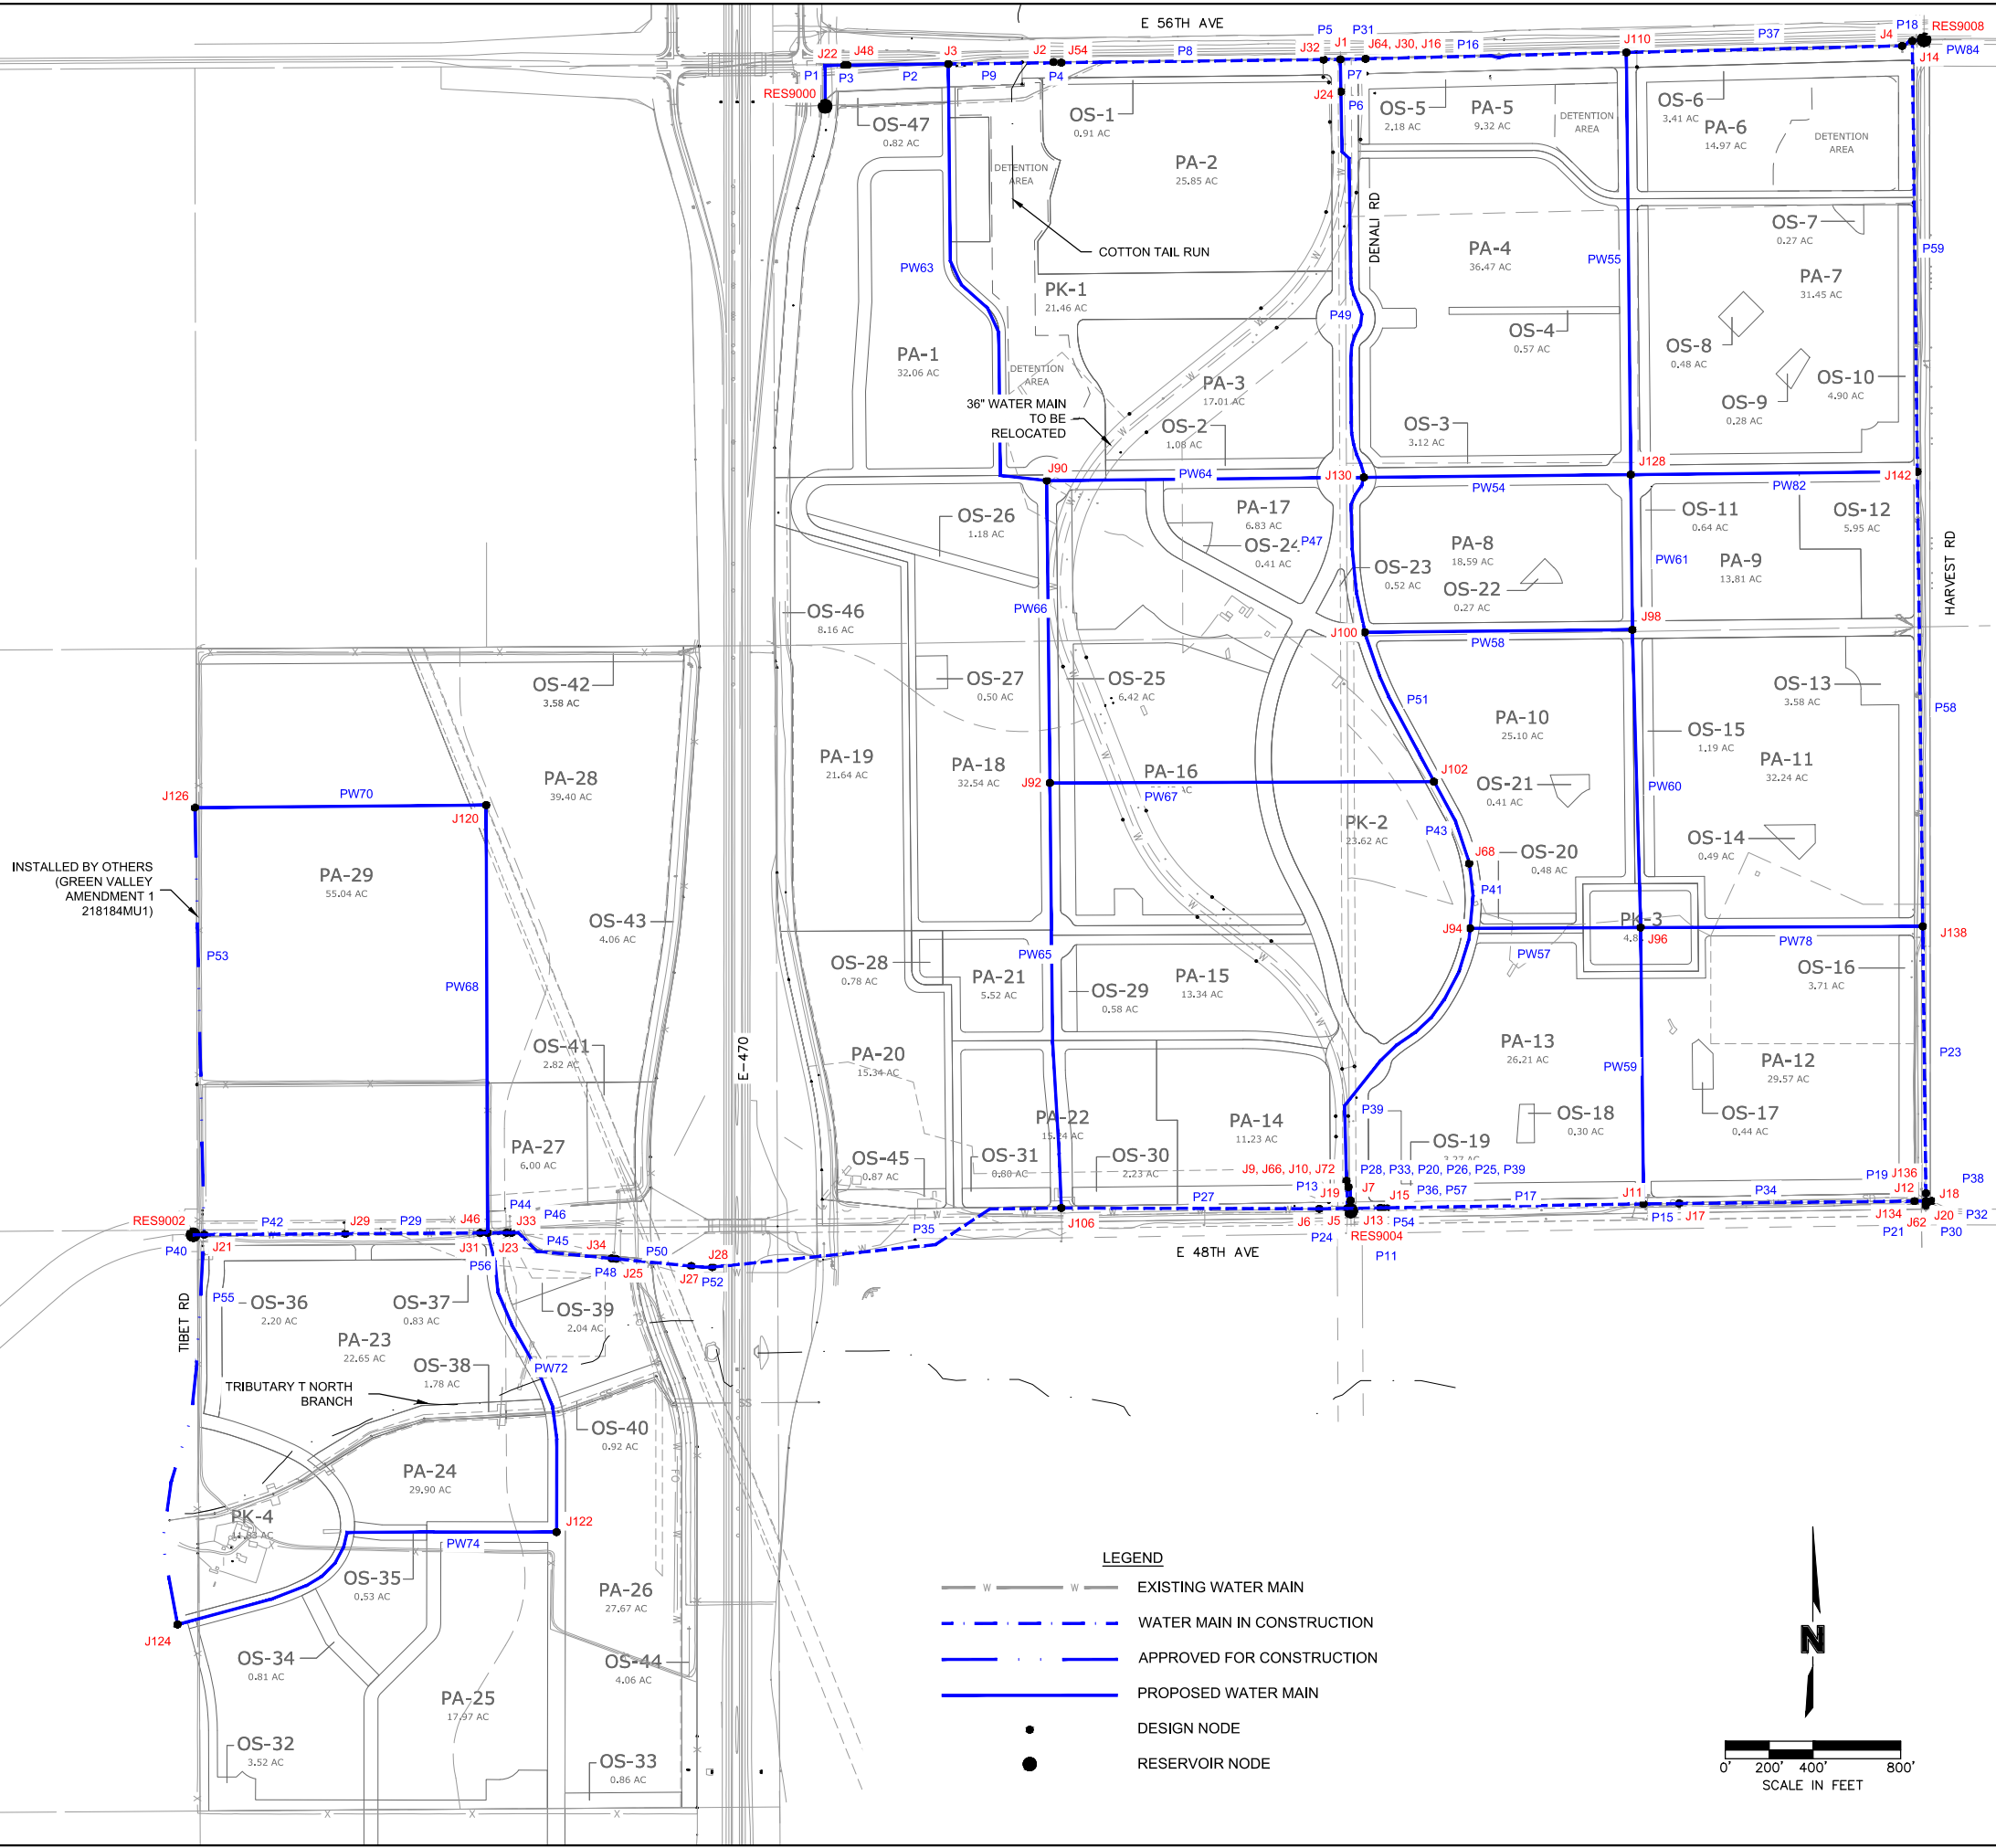 E 56TH AVE
P5
P31
P18
RES9008
J22
J48
J3
J2
J54
P8
J32
J1
J64, J30, J16
P16
J110
P37
J4
PW84
J14
P1
P3
P2
P9
P4
P7
RES9000
J24
P6
OS-47
0.82 AC
OS-1
0.91 AC
OS-5
2.18 AC
PA-5
9.32 AC
DETENTION
AREA
OS-6
3.41 AC
PA-6
14.97 AC
DETENTION
AREA
DETENTION
AREA
PA-2
25.85 AC
DENALI RD
COTTON TAIL RUN
PA-4
36.47 AC
PW55
OS-7
0.27 AC
P59
PW63
PK-1
21.46 AC
PA-7
31.45 AC
P49
OS-4
0.57 AC
OS-8
0.48 AC
PA-1
32.06 AC
DETENTION
AREA
PA-3
17.01 AC
OS-10
4.90 AC
OS-9
0.28 AC
36" WATER MAIN
TO BE
RELOCATED
OS-2
1.08 AC
OS-3
3.12 AC
J90
PW64
J130
PW54
J128
PW82
J142
OS-26
1.18 AC
PA-17
6.83 AC
OS-24
0.41 AC
P47
PA-8
18.59 AC
OS-11
0.64 AC
OS-12
5.95 AC
HARVEST RD
PW61
PA-9
13.81 AC
OS-23
0.52 AC
OS-22
0.27 AC
PW66
OS-46
8.16 AC
J100
PW58
J98
OS-42
3.58 AC
OS-27
0.50 AC
OS-25
6.42 AC
P51
OS-13
3.58 AC
P58
PA-10
25.10 AC
OS-15
1.19 AC
PA-11
32.24 AC
PA-28
39.40 AC
PA-19
21.64 AC
PA-18
32.54 AC
J92
PA-16
PW67
J102
OS-21
0.41 AC
PW60
J126
PW70
J120
PK-2
23.62 AC
P43
OS-14
0.49 AC
J68
OS-20
0.48 AC
INSTALLED BY OTHERS
(GREEN VALLEY
AMENDMENT 1
218184MU1)
PA-29
55.04 AC
P41
OS-43
4.06 AC
PK-3
J94
J96
PW57
PW78
J138
P53
PW68
OS-28
0.78 AC
PW65
PA-21
5.52 AC
OS-29
0.58 AC
PA-15
13.34 AC
OS-16
3.71 AC
OS-41
2.82 AC
E-470
PA-20
15.34 AC
PA-13
26.21 AC
PW59
PA-12
29.57 AC
P23
P39
OS-18
0.30 AC
OS-17
0.44 AC
PA-27
6.00 AC
PA-22
PA-14
11.23 AC
OS-45
0.87 AC
OS-31
0.80 AC
OS-30
2.23 AC
OS-19
J9, J66, J10, J72
P28, P33, P20, P26, P25, P39
P19
J136
P38
P13
J19
J7
J15
P36, P57
P17
J11
P34
J12
J18
P27
J6
J5
J13
P54
P15
J17
J134
J20
P32
J106
P24
RES9004
P21
J62
P30
P11
E 48TH AVE
RES9002
P42
J29
P29
J46
P44
J33
P46
P35
P40
J21
J31
J23
P45
J34
P50
J28
P56
P48
J25
J27
P52
P55
TIBET RD
OS-36
2.20 AC
OS-37
0.83 AC
OS-39
2.04 AC
PA-23
22.65 AC
OS-38
1.78 AC
PW72
TRIBUTARY T NORTH
BRANCH
OS-40
0.92 AC
PA-24
29.90 AC
PK-4
J122
PW74
OS-35
0.53 AC
PA-26
27.67 AC
J124
OS-34
0.81 AC
OS-44
4.06 AC
PA-25
17.97 AC
OS-32
3.52 AC
OS-33
0.86 AC
LEGEND
W W EXISTING WATER MAIN
WATER MAIN IN CONSTRUCTION
APPROVED FOR CONSTRUCTION
PROPOSED WATER MAIN
DESIGN NODE
RESERVOIR NODE
N
0' 200' 400' 800'
SCALE IN FEET